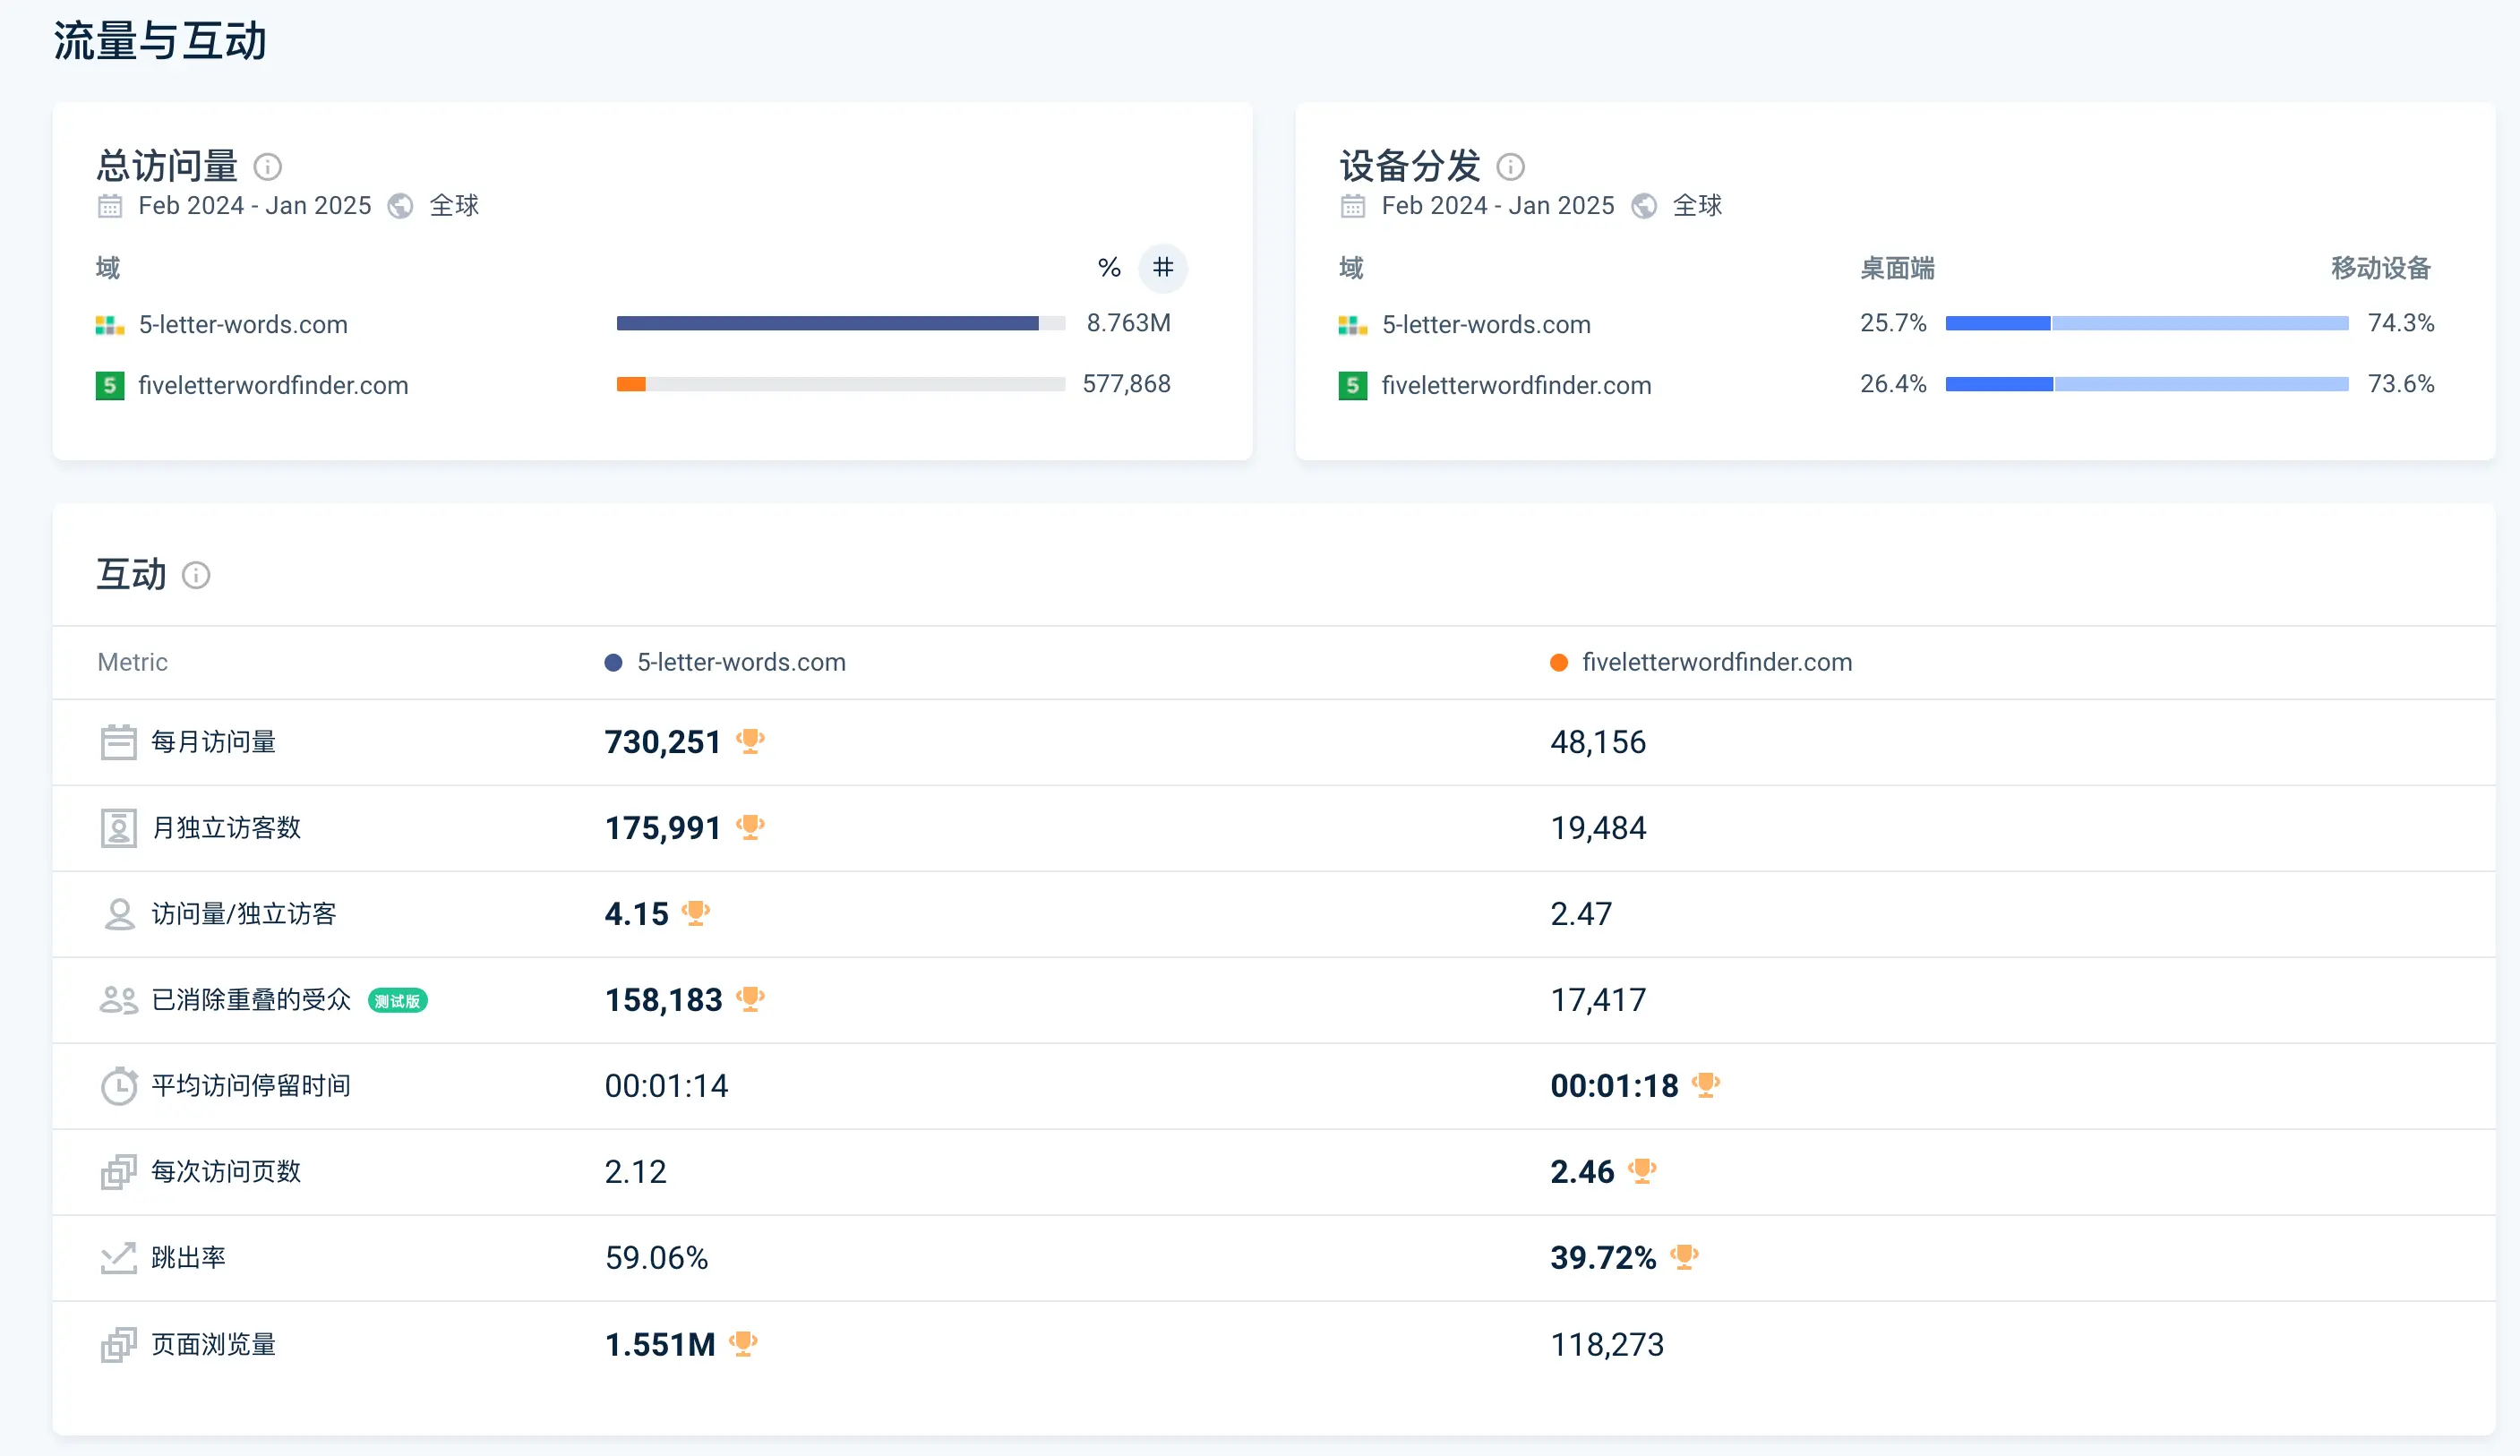 流量与互动
总访问量
Feb 2024 - Jan 2025 全球
域 % #
5-letter-words.com 8.763M
5 fiveletterwordfinder.com 577,868
设备分发
Feb 2024 - Jan 2025 全球
域 桌面端 移动设备
5-letter-words.com 25.7% 74.3%
5 fiveletterwordfinder.com 26.4% 73.6%
互动
Metric 5-letter-words.com fiveletterwordfinder.com
每月访问量 730,251 48,156
月独立访客数 175,991 19,484
访问量/独立访客 4.15 2.47
已消除重叠的受众 测试版 158,183 17,417
平均访问停留时间 00:01:14 00:01:18
每次访问页数 2.12 2.46
跳出率 59.06% 39.72%
页面浏览量 1.551M 118,273